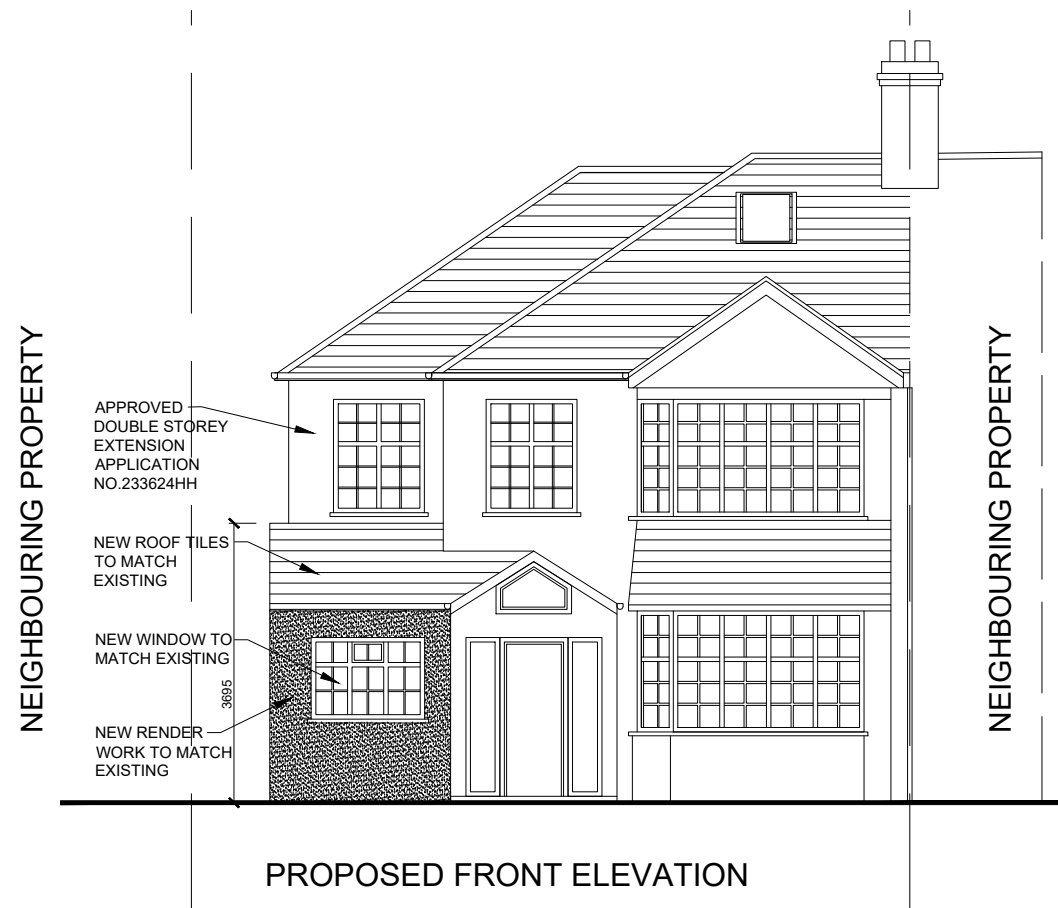 NEIGHBOURING PROPERTY
APPROVED
DOUBLE STOREY
EXTENSION
APPLICATION
NO.233624HH
NEW ROOF TILES
TO MATCH
EXISTING
NEW WINDOW TO
MATCH EXISTING
3695
NEW RENDER
WORK TO MATCH
EXISTING
NEIGHBOURING PROPERTY
PROPOSED FRONT ELEVATION